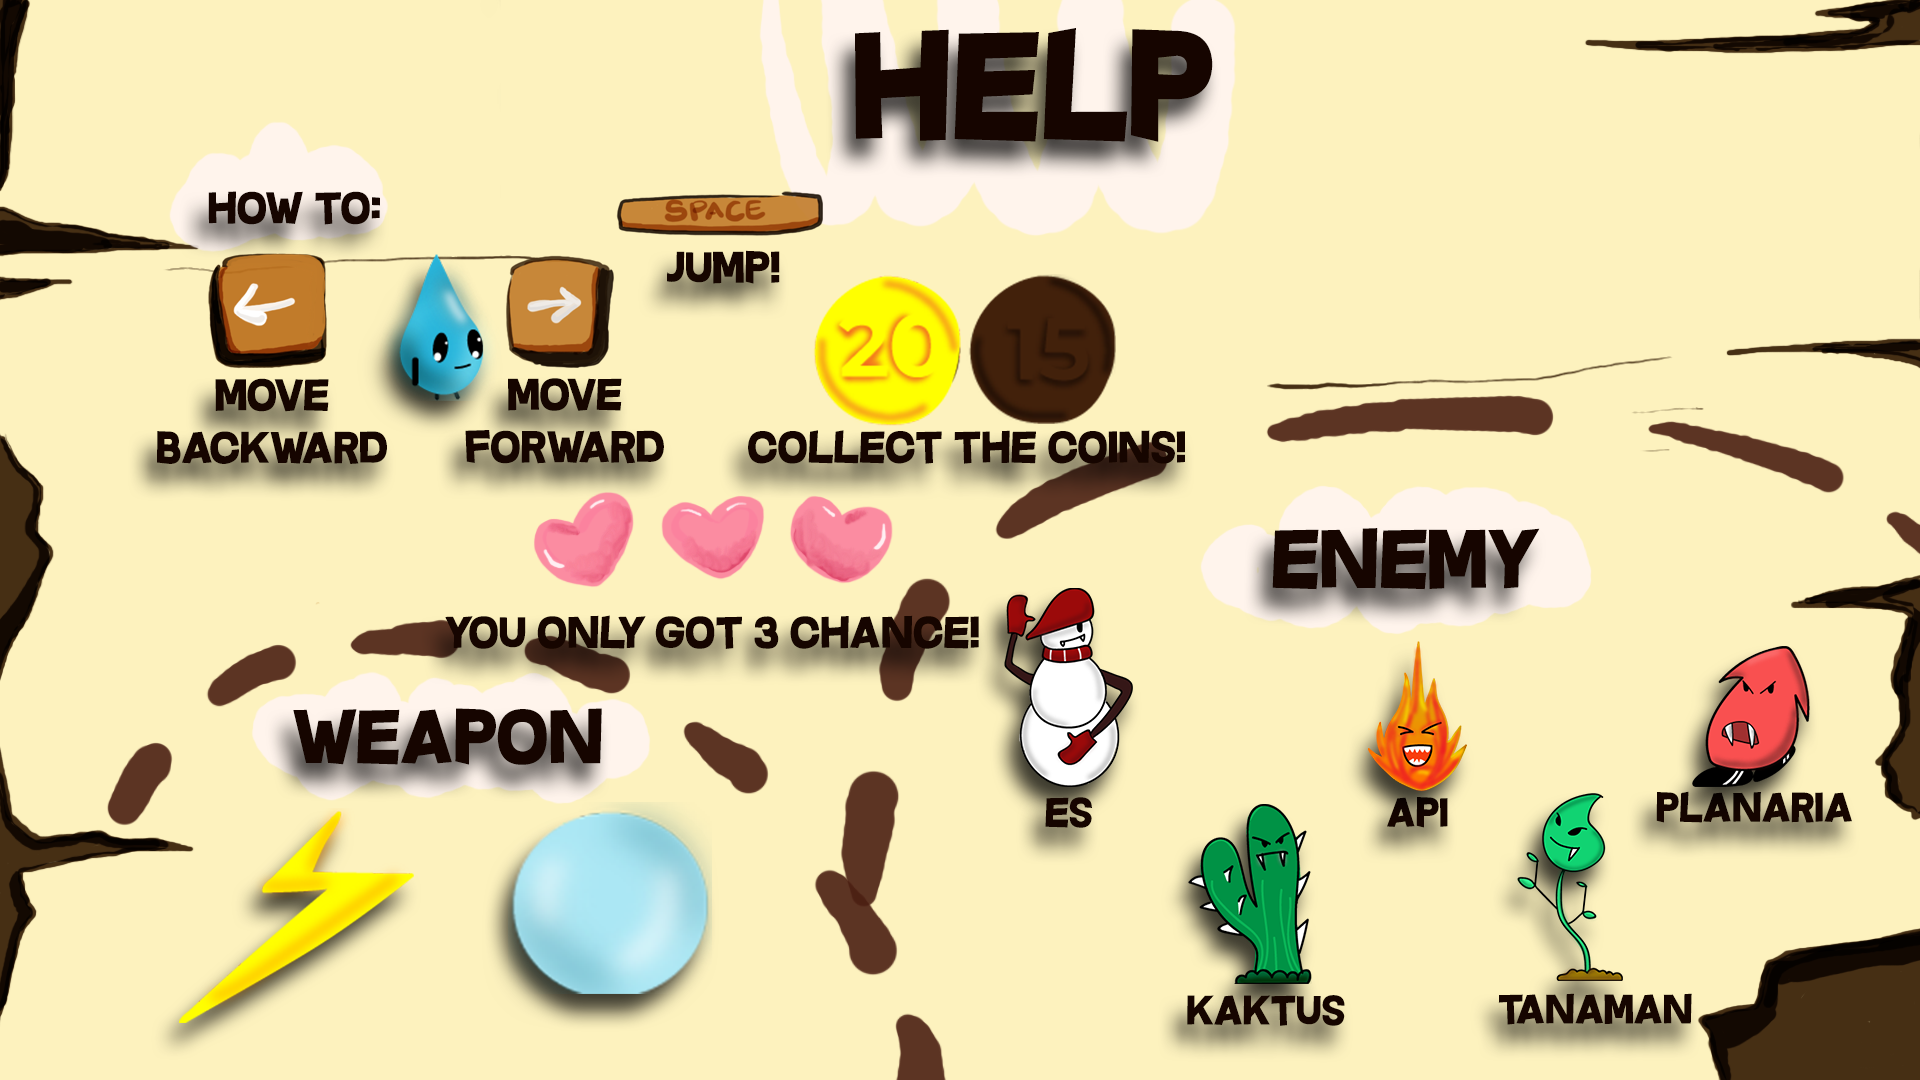 HELP
HOW TO:
SPACE
JUMP!
MOVE
BACKWARD
MOVE
FORWARD
20
15
COLLECT THE COINS!
YOU ONLY GOT 3 CHANCE!
ENEMY
WEAPON
ES
API
PLANARIA
KAKTUS
TANAMAN